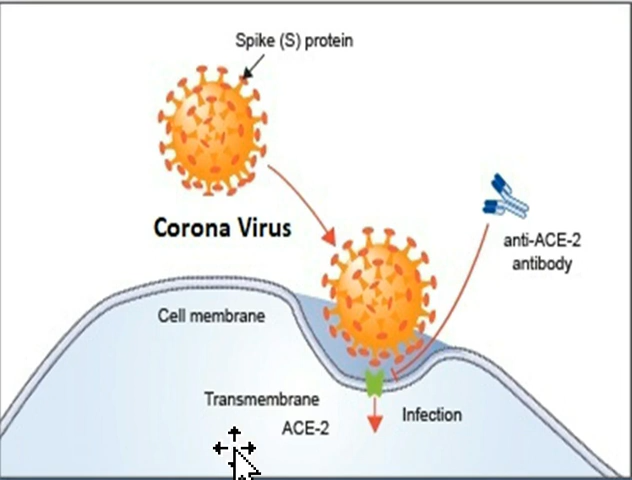 Spike (S) protein
Corona Virus
anti-ACE-2
antibody
Cell membrane
Transmembrane
ACE-2
Infection